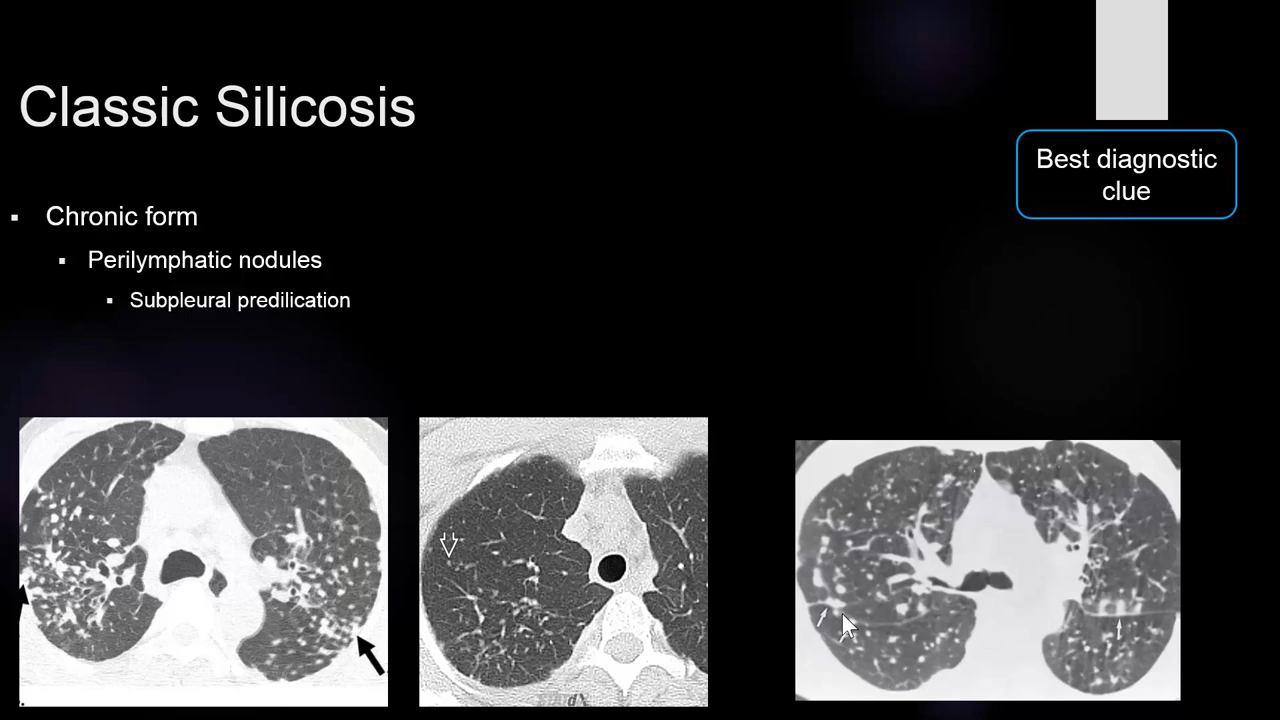 Classic Silicosis
Best diagnostic
clue
▪ Chronic form
▪ Perilymphatic nodules
▪ Subpleural predilication